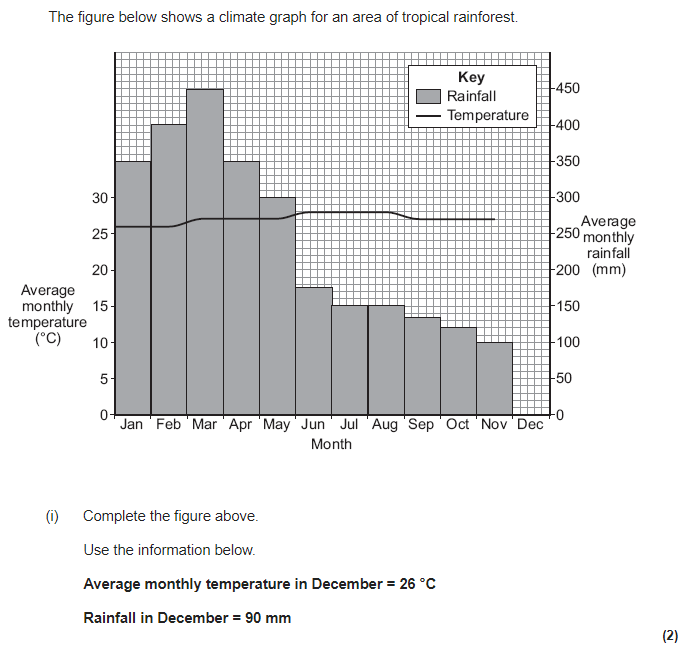 The figure below shows a climate graph for an area of tropical rainforest.
Key
Rainfall
Temperature
450
400
350
300
250
200
150
100
50
0
Average
monthly
rainfall
(mm)
30
25
20
15
10
5
0
Average
monthly
temperature
(°C)
Jan Feb Mar Apr May Jun Jul Aug Sep Oct Nov Dec
Month
(i) Complete the figure above.
Use the information below.
Average monthly temperature in December = 26 °C
Rainfall in December = 90 mm
(2)